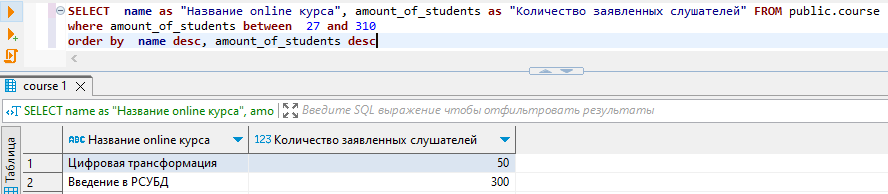 SELECT name as "Название online курса", amount_of_students as "Количество заявленных слушателей" FROM public.course
where amount_of_students between 27 and 310
order by name desc, amount_of_students desc
course 1
SELECT name as "Название online курса", amo
Введите SQL выражение чтобы отфильтровать результаты
Таблица
ABC Название online курса
123 Количество заявленных слушателей
1 Цифровая трансформация 50
2 Введение в РСУБД 300